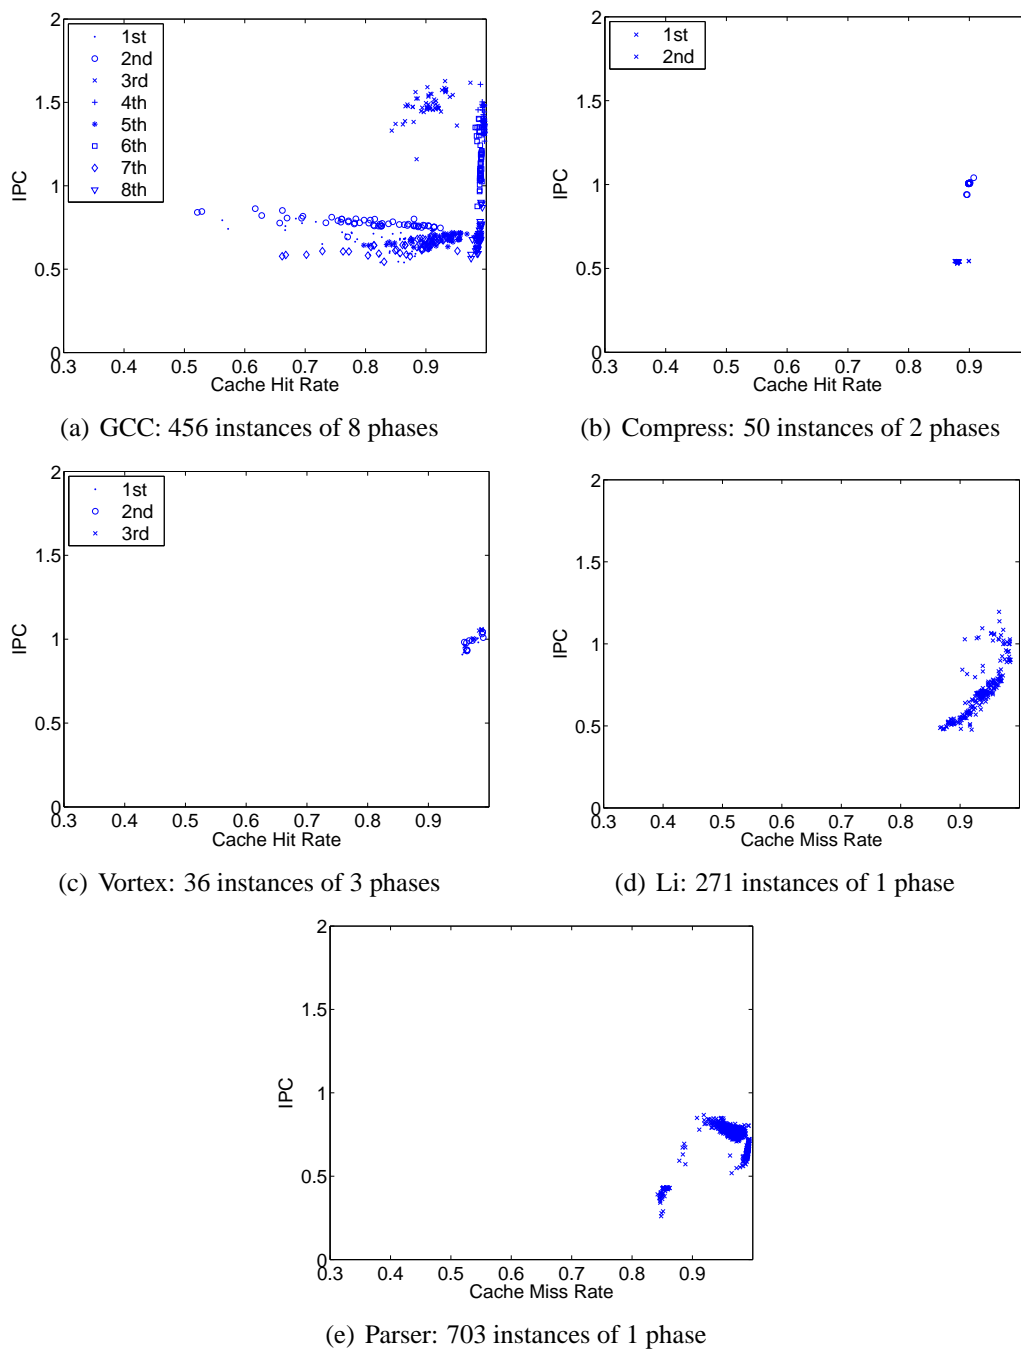 2
1.5
1
0.5
0
IPC
0.3 0.4 0.5 0.6 0.7 0.8 0.9
Cache Hit Rate
1st
2nd
3rd
4th
5th
6th
7th
8th
(a) GCC: 456 instances of 8 phases
2
1.5
1
0.5
0
IPC
0.3 0.4 0.5 0.6 0.7 0.8 0.9
Cache Hit Rate
1st
2nd
(b) Compress: 50 instances of 2 phases
2
1.5
1
0.5
0
IPC
0.3 0.4 0.5 0.6 0.7 0.8 0.9
Cache Hit Rate
1st
2nd
3rd
(c) Vortex: 36 instances of 3 phases
2
1.5
1
0.5
0
IPC
0.3 0.4 0.5 0.6 0.7 0.8 0.9
Cache Miss Rate
(d) Li: 271 instances of 1 phase
2
1.5
1
0.5
0
IPC
0.3 0.4 0.5 0.6 0.7 0.8 0.9
Cache Miss Rate
(e) Parser: 703 instances of 1 phase